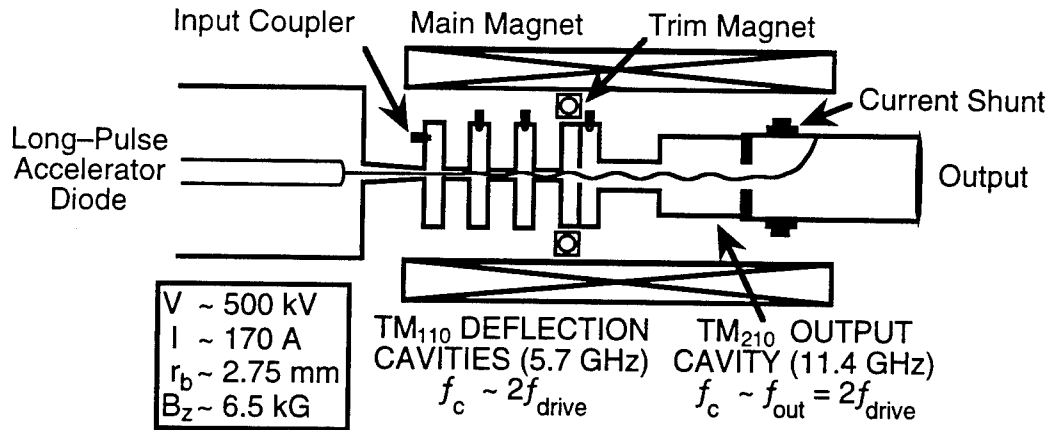 Input Coupler
Main Magnet
Trim Magnet
Current Shunt
Long–Pulse
Accelerator
Diode
Output
V ~ 500 kV
I ~ 170 A
r_b ~ 2.75 mm
B_z ~ 6.5 kG
TM₁₁₀ DEFLECTION
CAVITIES (5.7 GHz)
f_c ~ 2f_drive
TM₂₁₀ OUTPUT
CAVITY (11.4 GHz)
f_c ~ f_out = 2f_drive